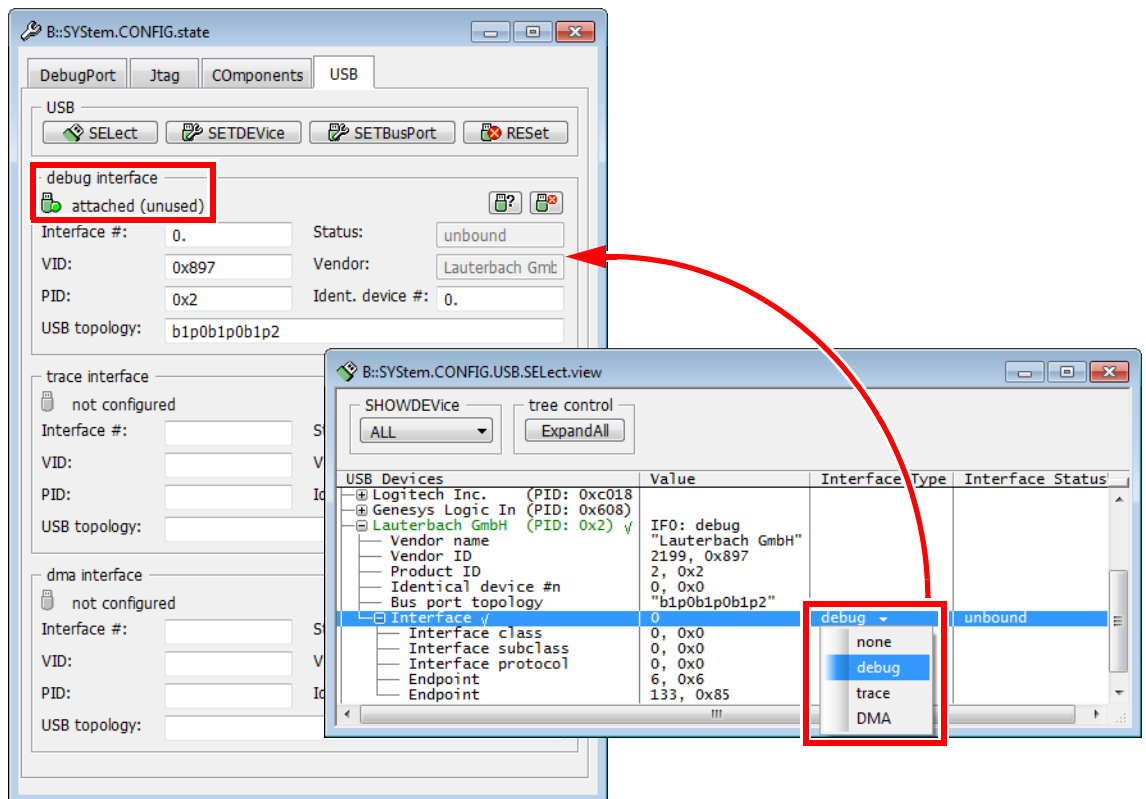 B::SYStem.CONFIG.state
DebugPort Jtag COmponents USB
USB
SELect SETDEVice SETBusPort RESet
debug interface
attached (unused)
Interface #: 0. Status: unbound
VID: 0x897 Vendor: Lauterbach Gmb
PID: 0x2 Ident. device #: 0.
USB topology: b1p0b1p0b1p2
trace interface
not configured
Interface #:
VID:
PID:
USB topology:
dma interface
not configured
Interface #:
VID:
PID:
USB topology:
B::SYStem.CONFIG.USB.SELect.view
SHOWDEVice tree control
ALL ExpandAll
USB Devices Value Interface Type Interface Status
Logitech Inc. (PID: 0xc018
Genesys Logic In (PID: 0x608)
Lauterbach GmbH (PID: 0x2) √ IF0: debug
Vendor name "Lauterbach GmbH"
Vendor ID 2199, 0x897
Product ID 2, 0x2
Identical device #n 0, 0x0
Bus port topology "b1p0b1p0b1p2"
Interface √ 0 debug unbound
Interface class 0, 0x0
Interface subclass 0, 0x0
Interface protocol 0, 0x0
Endpoint 6, 0x6
Endpoint 133, 0x85
none
debug
trace
DMA